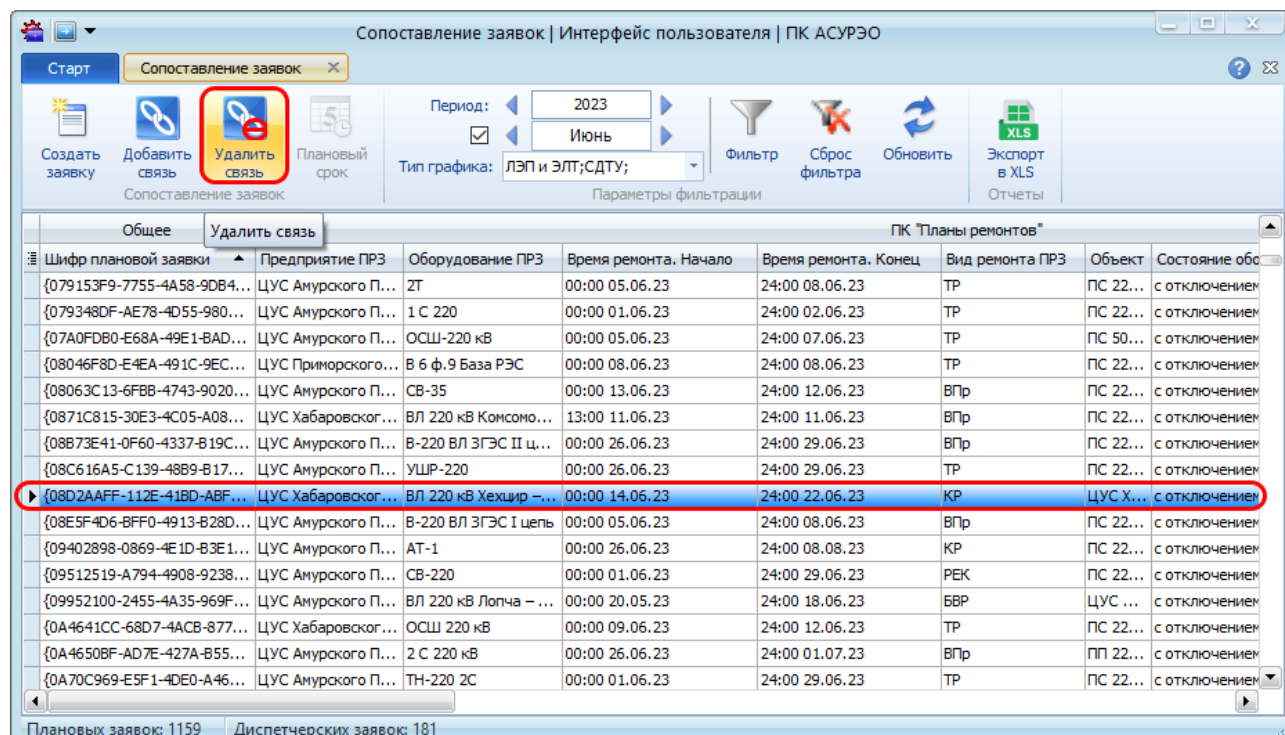 Сопоставление заявок | Интерфейс пользователя | ПК АСУРЭО
Старт Сопоставление заявок
Создать заявку Добавить связь Удалить связь Плановый срок
Сопоставление заявок
Период: 2023
Июнь
Тип графика: ЛЭП и ЭЛТ;СДТУ;
Фильтр Сброс фильтра Обновить
Параметры фильтрации
XLS
Экспорт в XLS
Отчеты
Удалить связь
Общее ПК "Планы ремонтов"
Шифр плановой заявки Предприятие ПРЗ Оборудование ПРЗ Время ремонта. Начало Время ремонта. Конец Вид ремонта ПРЗ Объект Состояние обо
{079153F9-7755-4A58-9DB4... ЦУС Амурского П... 2Т 00:00 05.06.23 24:00 08.06.23 ТР ПС 22... с отключением
{079348DF-AE78-4D55-980... ЦУС Амурского П... 1 С 220 00:00 01.06.23 24:00 02.06.23 ТР ПС 22... с отключением
{07A0FDB0-E68A-49E1-BAD... ЦУС Амурского П... ОСШ-220 кВ 00:00 05.06.23 24:00 07.06.23 ТР ПС 50... с отключением
{08046F8D-E4EA-491C-9EC... ЦУС Приморского... В 6 ф.9 База РЭС 00:00 08.06.23 24:00 08.06.23 ТР ПС 22... с отключением
{08063C13-6FBB-4743-9020... ЦУС Амурского П... СВ-35 00:00 13.06.23 24:00 12.06.23 ВПр ПС 22... с отключением
{0871C815-30E3-4C05-A08... ЦУС Хабаровског... ВЛ 220 кВ Комсомо... 13:00 11.06.23 24:00 11.06.23 ВПр ПС 22... с отключением
{08B73E41-0F60-4337-B19C... ЦУС Амурского П... В-220 ВЛ ЗГЭС II ц... 00:00 26.06.23 24:00 29.06.23 ВПр ПС 22... с отключением
{08C616A5-C139-48B9-B17... ЦУС Амурского П... УШР-220 00:00 26.06.23 24:00 29.06.23 ТР ПС 22... с отключением
{08D2AAFF-112E-41BD-ABF... ЦУС Хабаровског... ВЛ 220 кВ Хехцир –... 00:00 14.06.23 24:00 22.06.23 КР ЦУС Х... с отключением
{08E5F4D6-BFF0-4913-B28D... ЦУС Амурского П... В-220 ВЛ ЗГЭС I цепь 00:00 05.06.23 24:00 08.06.23 ВПр ПС 22... с отключением
{09402898-0869-4E1D-B3E1... ЦУС Амурского П... АТ-1 00:00 26.06.23 24:00 08.08.23 КР ПС 22... с отключением
{09512519-A794-4908-9238... ЦУС Амурского П... СВ-220 00:00 01.06.23 24:00 29.06.23 РЕК ПС 22... с отключением
{09952100-2455-4A35-969F... ЦУС Амурского П... ВЛ 220 кВ Лопча – ... 00:00 20.05.23 24:00 18.06.23 БВР ЦУС ... с отключением
{0A4641CC-68D7-4ACB-877... ЦУС Хабаровског... ОСШ 220 кВ 00:00 09.06.23 24:00 12.06.23 ТР ПС 22... с отключением
{0A4650BF-AD7E-427A-B55... ЦУС Амурского П... 2 С 220 кВ 00:00 26.06.23 24:00 01.07.23 ВПр ПП 22... с отключением
{0A70C969-E5F1-4DE0-A46... ЦУС Амурского П... ТН-220 2С 00:00 01.06.23 24:00 29.06.23 ТР ПС 22... с отключением
Плановых заявок: 1159 Диспетчерских заявок: 181